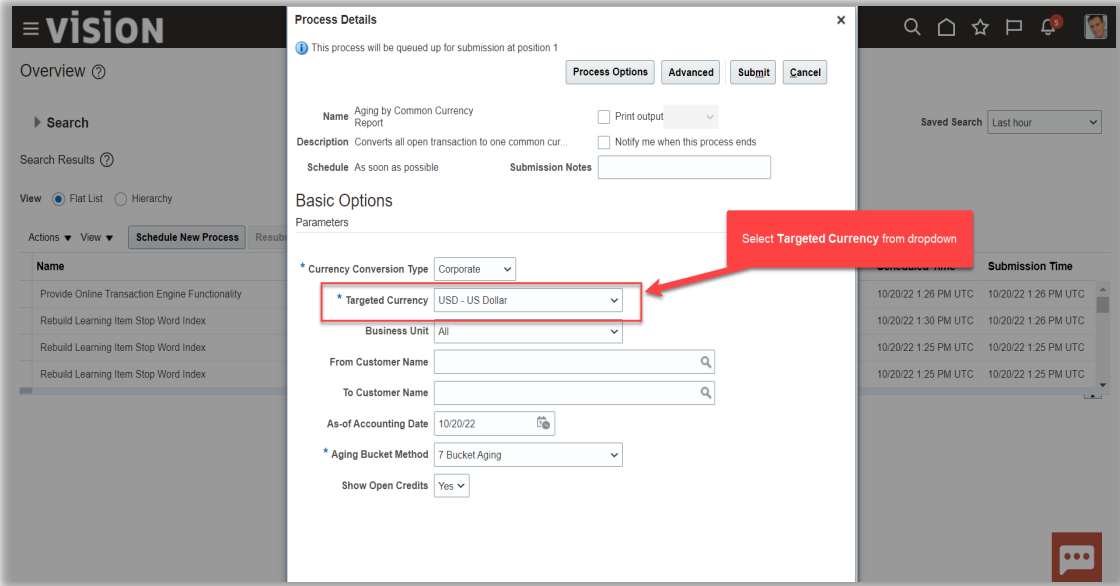 vision
5
Overview
Search
Saved Search Last hour
Search Results
View Flat List Hierarchy
Actions View Schedule New Process
Name
Scheduled Time Submission Time
Provide Online Transaction Engine Functionality 10/20/22 1:26 PM UTC 10/20/22 1:26 PM UTC
Rebuild Learning Item Stop Word Index 10/20/22 1:30 PM UTC 10/20/22 1:26 PM UTC
Rebuild Learning Item Stop Word Index 10/20/22 1:25 PM UTC 10/20/22 1:25 PM UTC
Rebuild Learning Item Stop Word Index 10/20/22 1:25 PM UTC 10/20/22 1:25 PM UTC
Process Details
This process will be queued up for submission at position 1
Process Options Advanced Submit Cancel
Name Aging by Common Currency
Report
Print output
Description Converts all open transaction to one common cur...
Notify me when this process ends
Schedule As soon as possible Submission Notes
Basic Options
Parameters
* Currency Conversion Type Corporate
* Targeted Currency USD - US Dollar
Business Unit All
From Customer Name
To Customer Name
As-of Accounting Date 10/20/22
* Aging Bucket Method 7 Bucket Aging
Show Open Credits Yes
Select Targeted Currency from dropdown